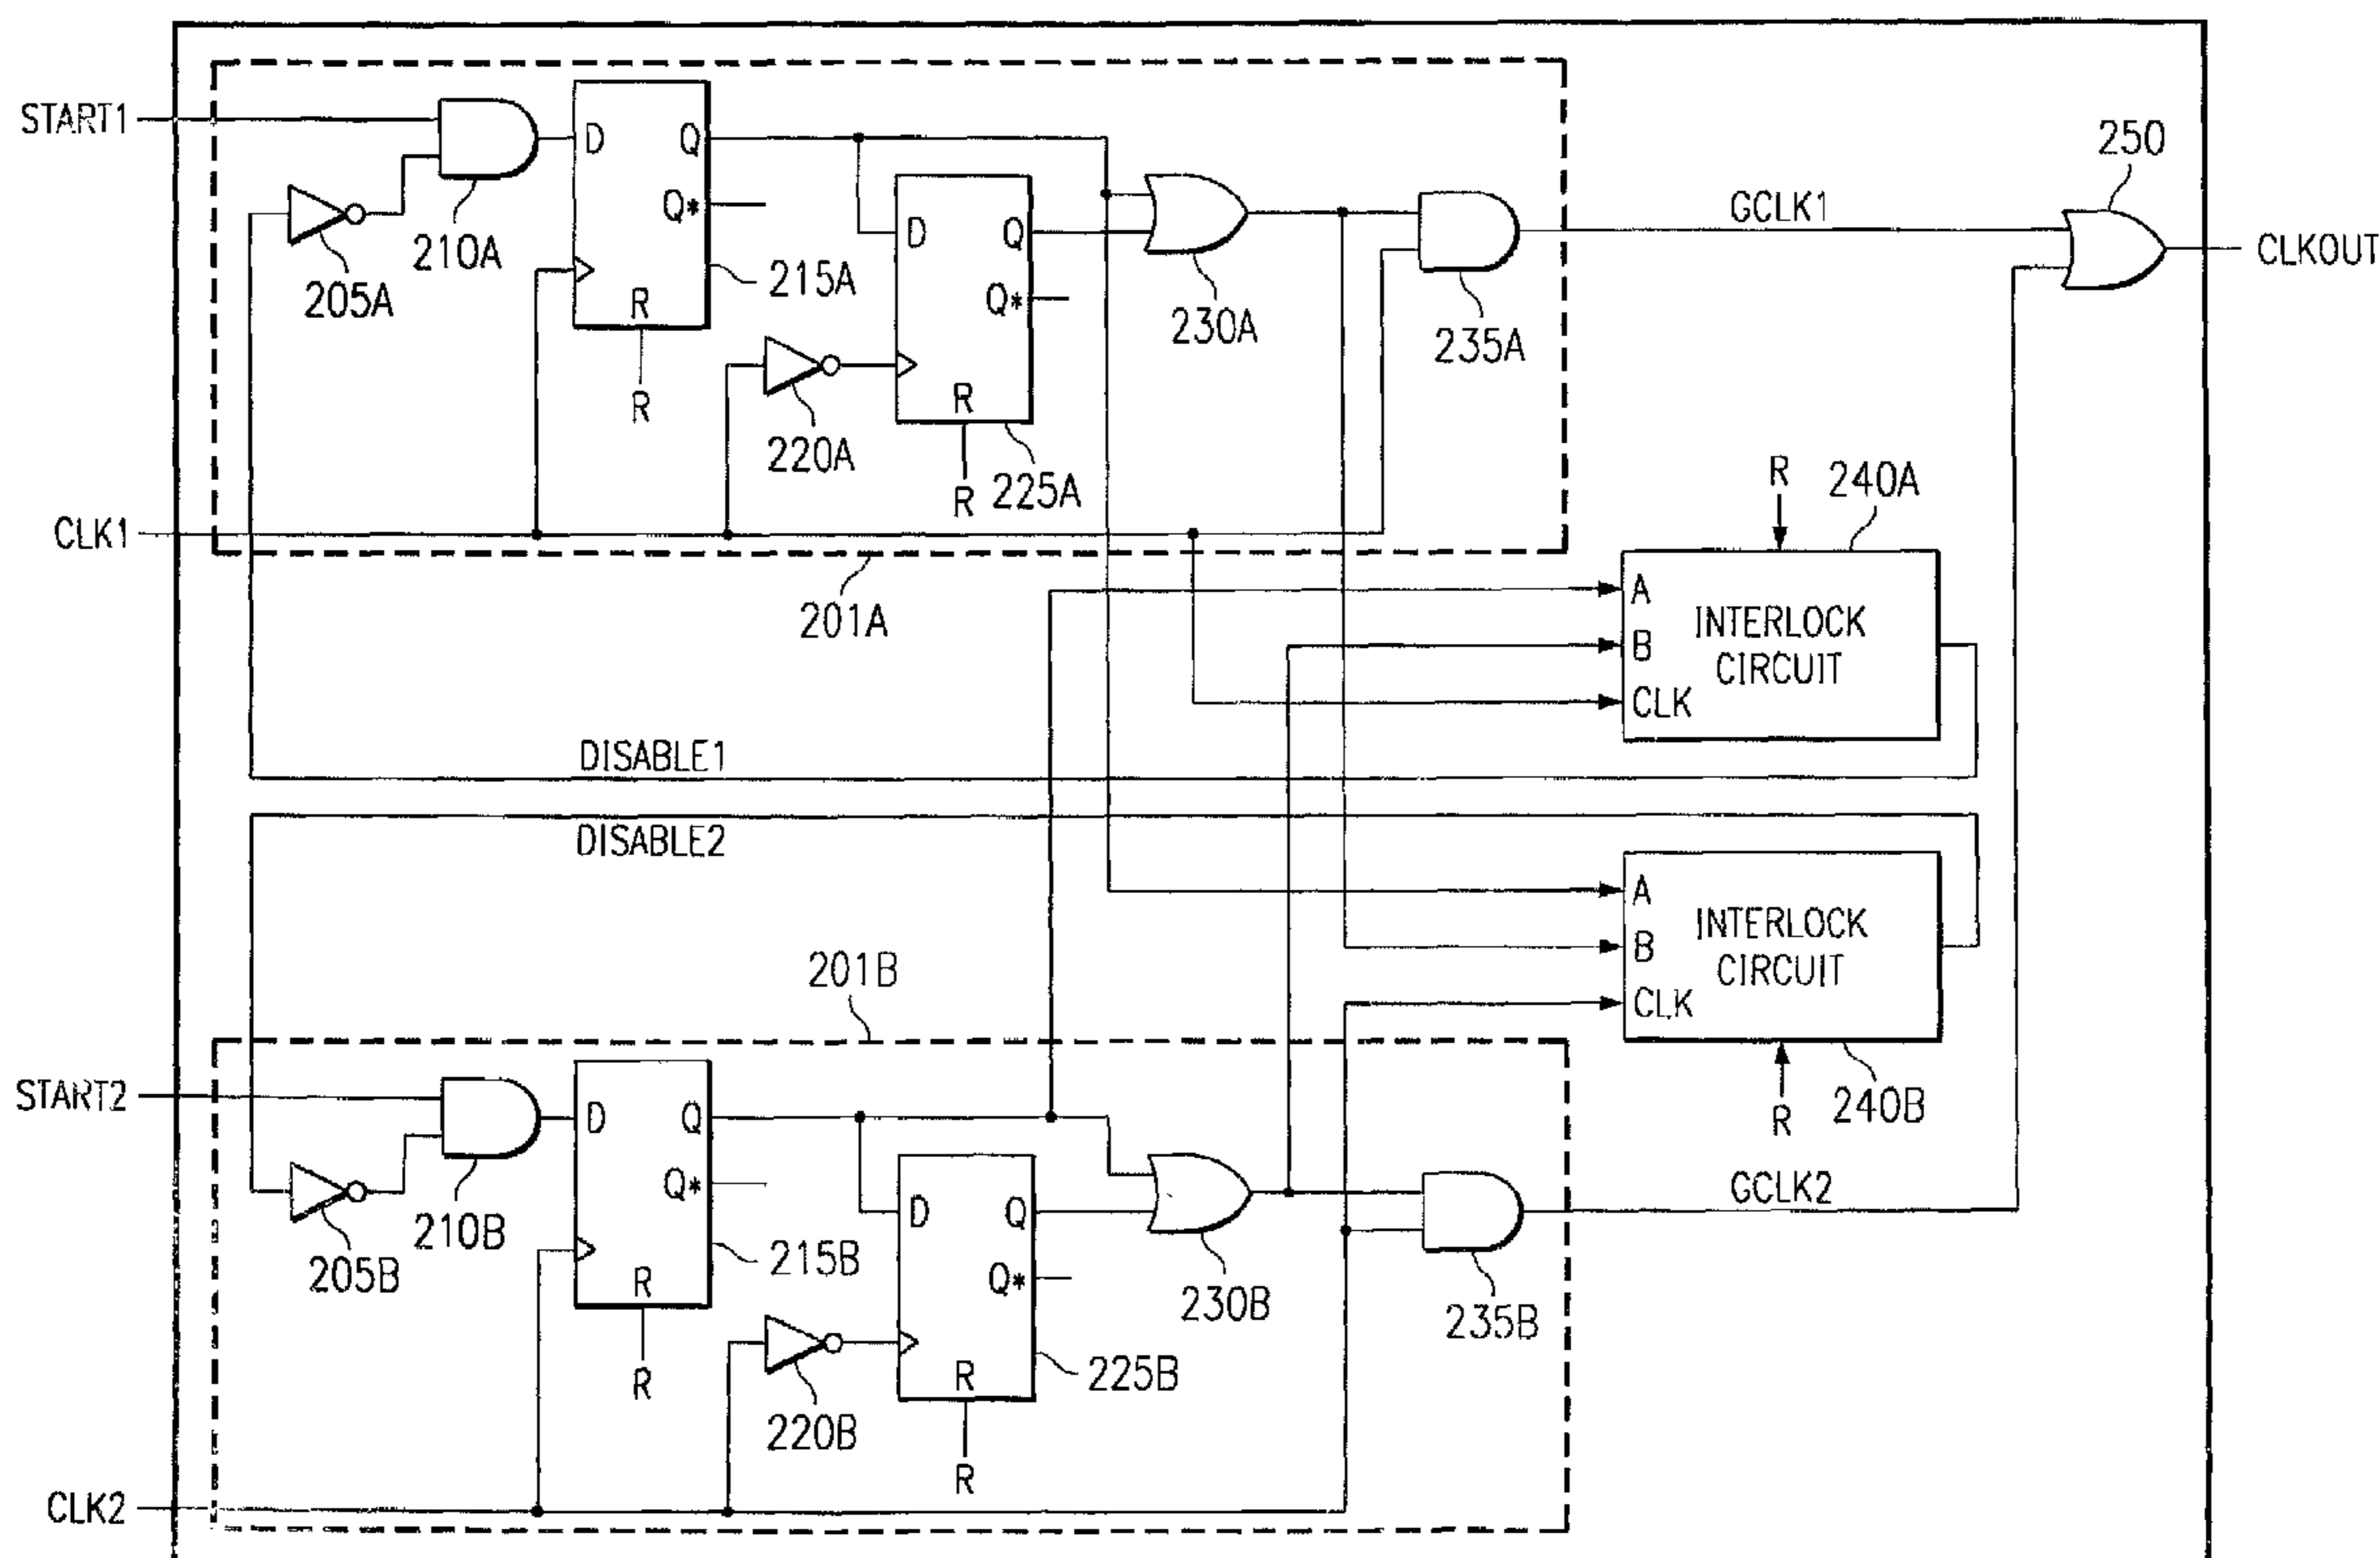 START1
D
Q
Q*
R
R
205A
210A
215A
D
Q
Q*
R
R
220A
225A
230A
235A
GCLK1
250
CLKOUT
CLK1
201A
R
240A
A
B
CLK
INTERLOCK
CIRCUIT
DISABLE1
DISABLE2
A
B
CLK
INTERLOCK
CIRCUIT
R
240B
201B
START2
D
Q
Q*
R
R
205B
210B
215B
D
Q
Q*
R
R
220B
225B
230B
235B
GCLK2
CLK2